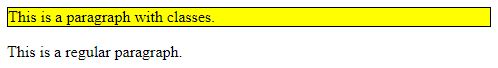 This is a paragraph with classes.
This is a regular paragraph.